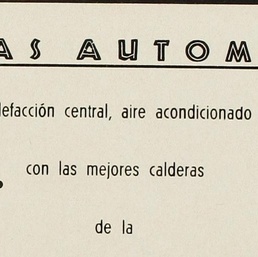 AS AUTOM
lefacción central, aire acondicionado
con las mejores calderas
de la